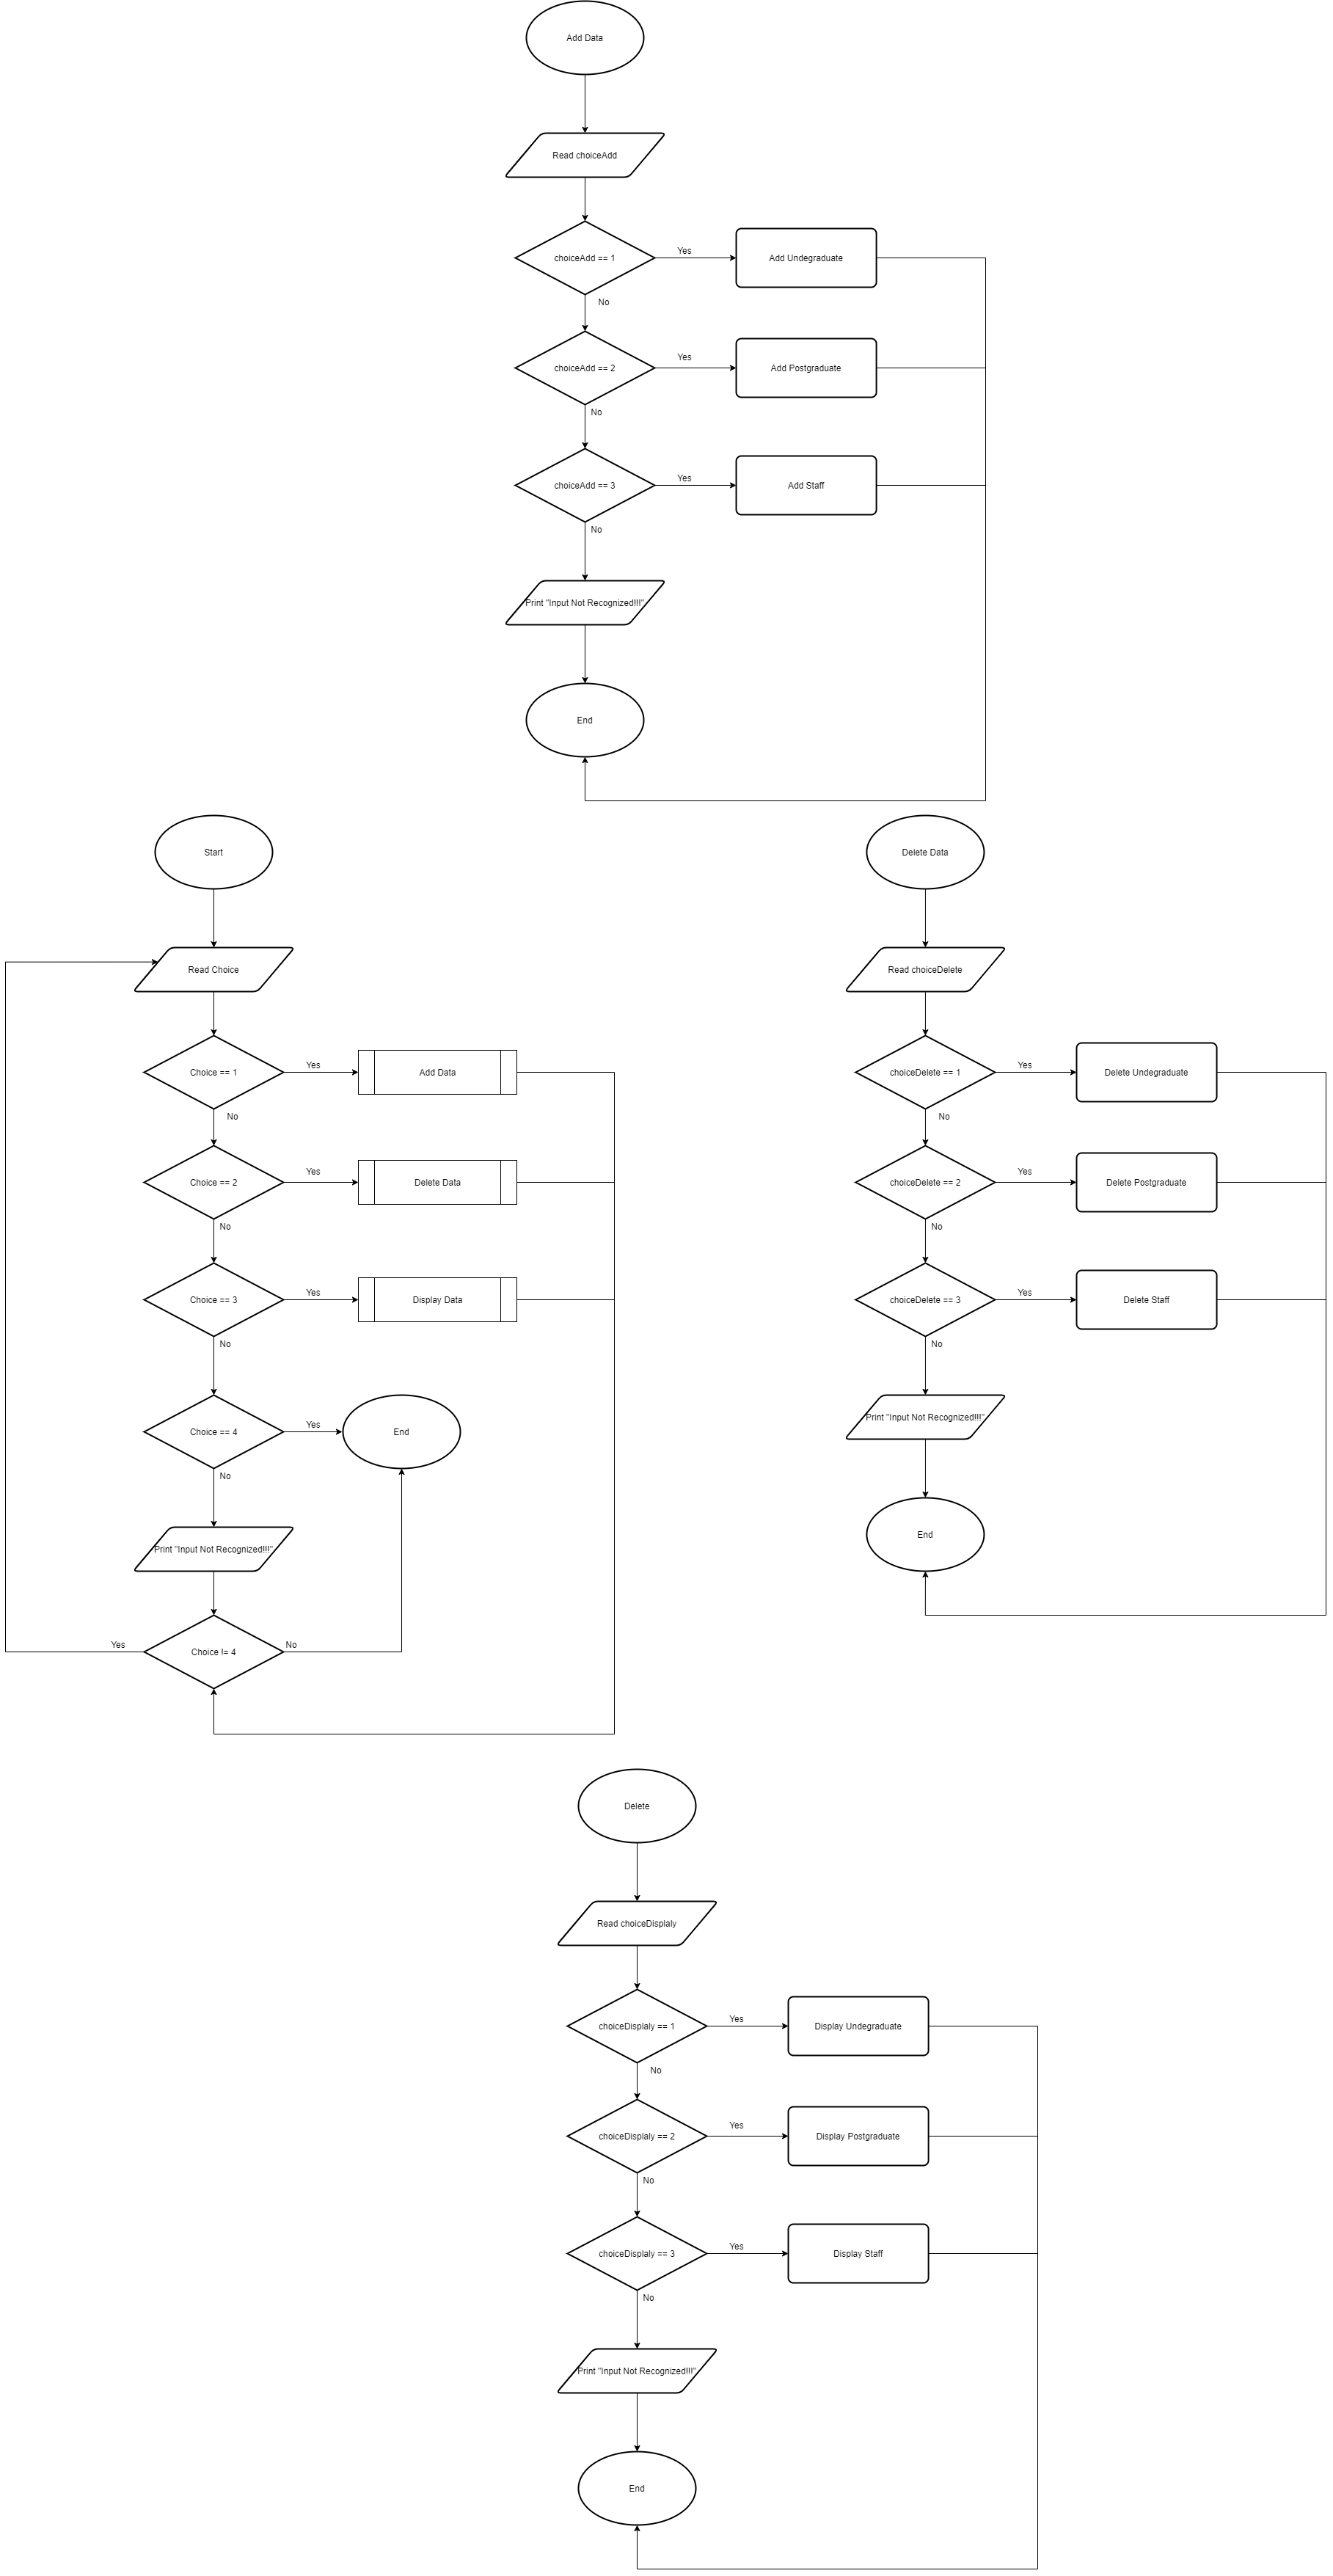 Add Data
Read choiceAdd
choiceAdd == 1
Yes
Add Undegraduate
No
choiceAdd == 2
Yes
Add Postgraduate
No
choiceAdd == 3
Yes
Add Staff
No
Print "Input Not Recognized!!!"
End
Start
Read Choice
Choice == 1
Yes
Add Data
No
Choice == 2
Yes
Delete Data
No
Choice == 3
Yes
Display Data
No
Choice == 4
Yes
End
No
Print "Input Not Recognized!!!"
Yes
Choice != 4
No
Delete Data
Read choiceDelete
choiceDelete == 1
Yes
Delete Undegraduate
No
choiceDelete == 2
Yes
Delete Postgraduate
No
choiceDelete == 3
Yes
Delete Staff
No
Print "Input Not Recognized!!!"
End
Delete
Read choiceDisplaly
choiceDisplaly == 1
Yes
Display Undegraduate
No
choiceDisplaly == 2
Yes
Display Postgraduate
No
choiceDisplaly == 3
Yes
Display Staff
No
Print "Input Not Recognized!!!"
End